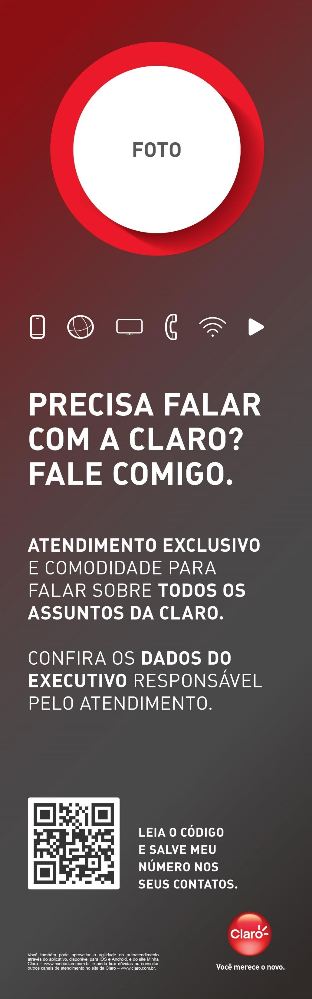 FOTO
PRECISA FALAR
COM A CLARO?
FALE COMIGO.
ATENDIMENTO EXCLUSIVO
E COMODIDADE PARA
FALAR SOBRE TODOS OS
ASSUNTOS DA CLARO.
CONFIRA OS DADOS DO
EXECUTIVO RESPONSÁVEL
PELO ATENDIMENTO.
LEIA O CÓDIGO
E SALVE MEU
NÚMERO NOS
SEUS CONTATOS.
Claro
Você merece o novo.
Você também pode aproveitar a agilidade do autoatendimento
através do aplicativo, disponível para iOS e Android, e do site Minha
Claro – www.minhaclaro.com.br, e ainda tirar dúvidas ou consultar
outros canais de atendimento no site da Claro – www.claro.com.br.